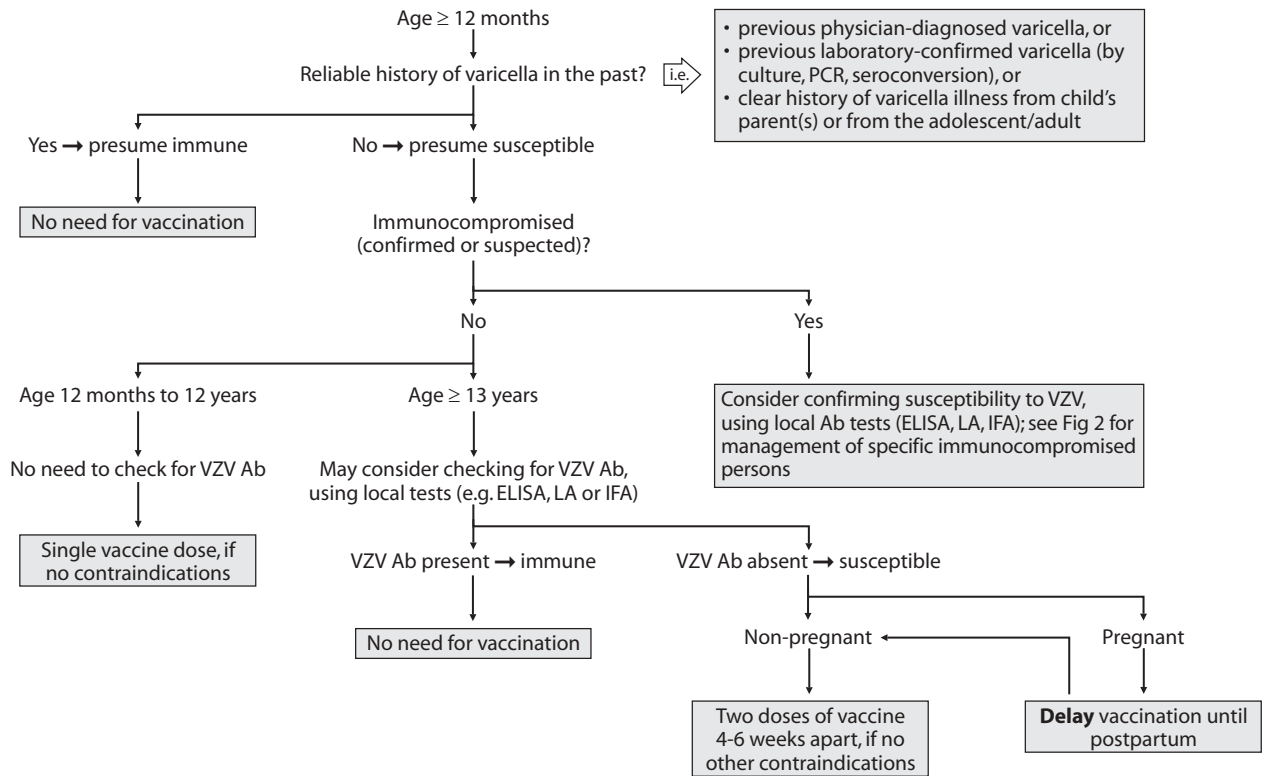 Age ≥ 12 months
Reliable history of varicella in the past?
i.e.
• previous physician-diagnosed varicella, or
• previous laboratory-confirmed varicella (by
culture, PCR, seroconversion), or
• clear history of varicella illness from child's
parent(s) or from the adolescent/adult
Yes → presume immune
No → presume susceptible
No need for vaccination
Immunocompromised
(confirmed or suspected)?
No
Yes
Age 12 months to 12 years
Age ≥ 13 years
Consider confirming susceptibility to VZV,
using local Ab tests (ELISA, LA, IFA); see Fig 2 for
management of specific immunocompromised
persons
No need to check for VZV Ab
May consider checking for VZV Ab,
using local tests (e.g. ELISA, LA or IFA)
Single vaccine dose, if
no contraindications
VZV Ab present → immune
VZV Ab absent → susceptible
No need for vaccination
Non-pregnant
Pregnant
Two doses of vaccine
4-6 weeks apart, if no
other contraindications
Delay vaccination until
postpartum